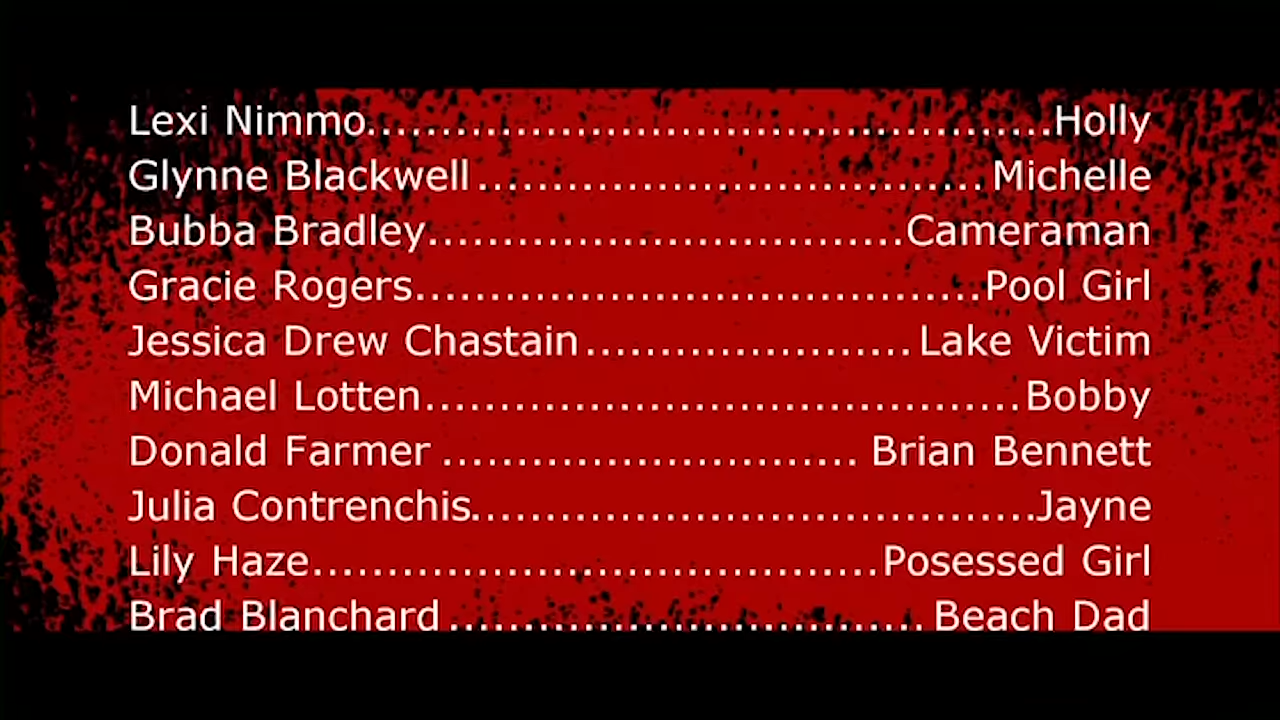 Lexi Nimmo...............................................Holly
Glynne Blackwell................................... Michelle
Bubba Bradley.................................Cameraman
Gracie Rogers.......................................Pool Girl
Jessica Drew Chastain....................... Lake Victim
Michael Lotten.........................................Bobby
Donald Farmer ............................. Brian Bennett
Julia Contrenchis.......................................Jayne
Lily Haze.......................................Posessed Girl
Brad Blanchard ................................. Beach Dad